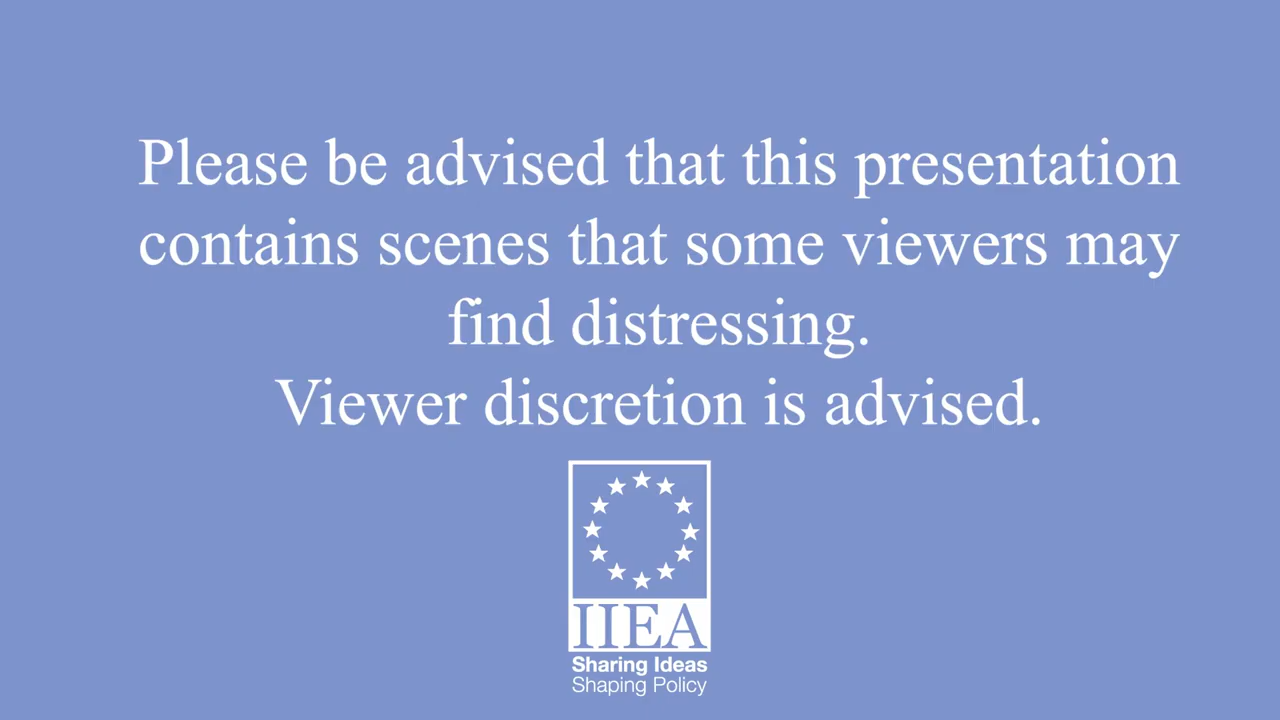 Please be advised that this presentation
contains scenes that some viewers may
find distressing.
Viewer discretion is advised.
IIEA
Sharing Ideas
Shaping Policy